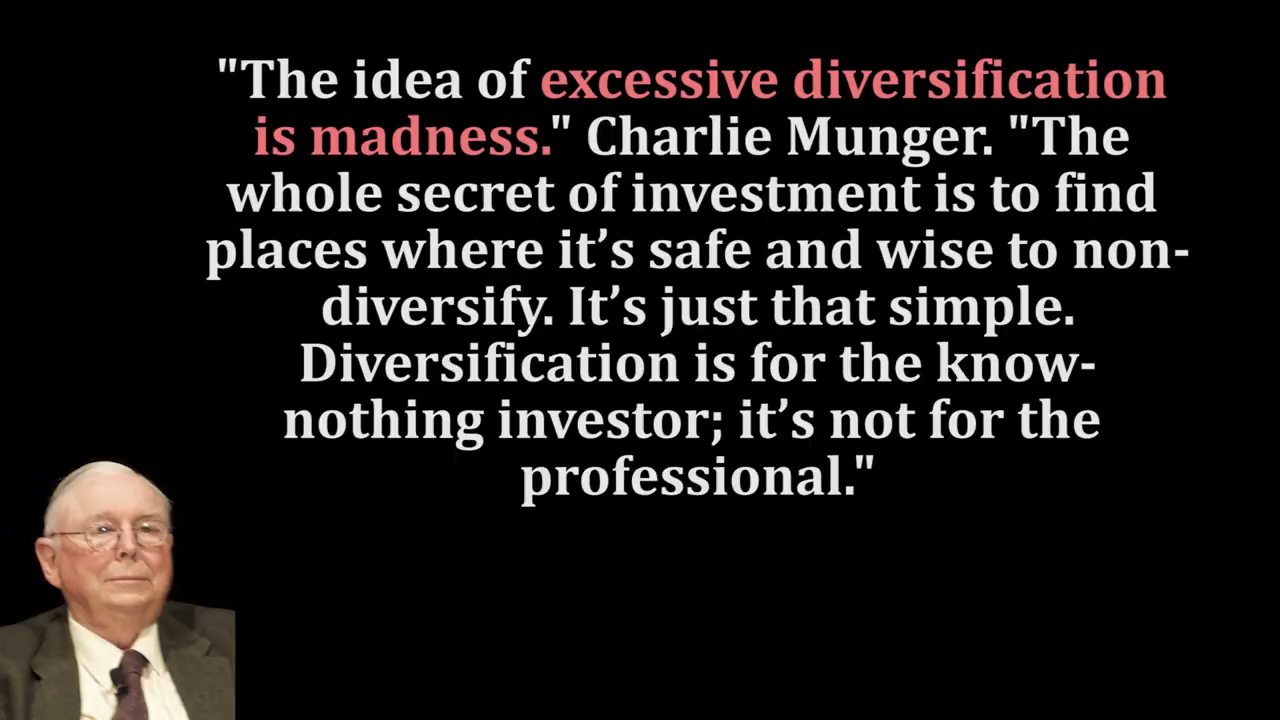 "The idea of excessive diversification
is madness." Charlie Munger. "The
whole secret of investment is to find
places where it’s safe and wise to non-
diversify. It’s just that simple.
Diversification is for the know-
nothing investor; it’s not for the
professional."